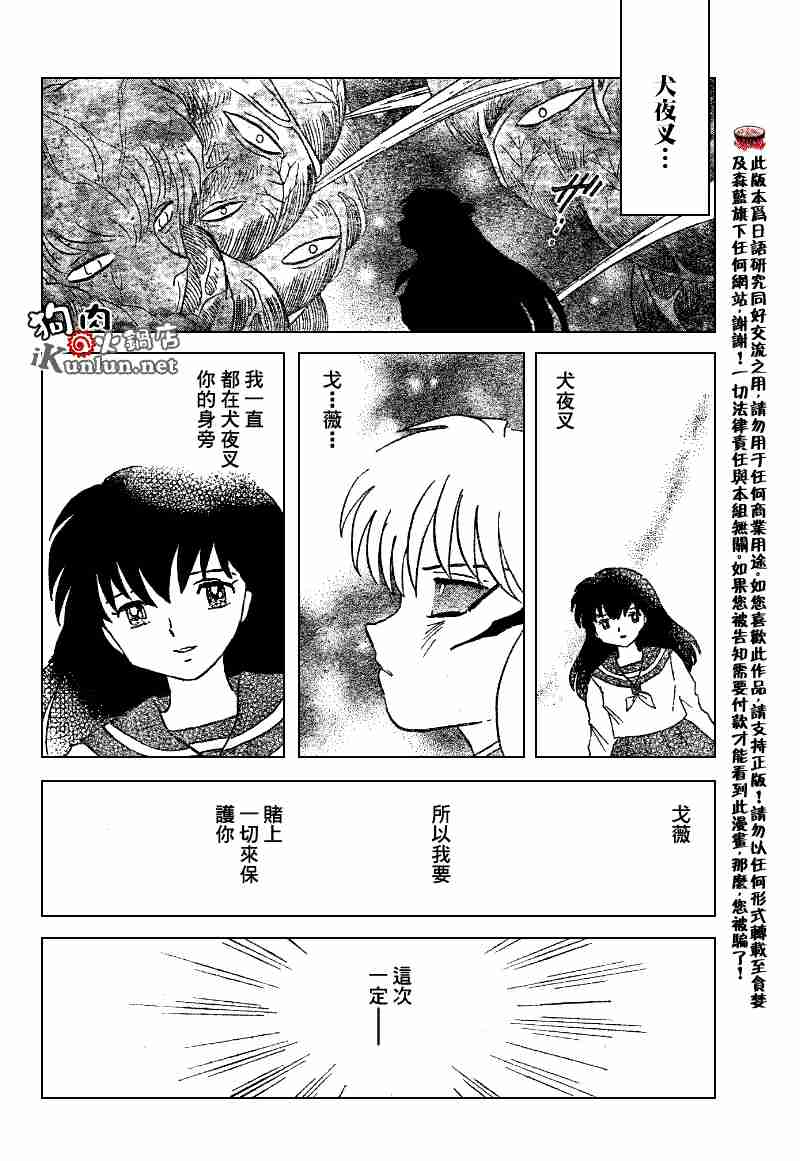 犬夜叉…
犬夜叉
戈…
薇…
我一直
都在犬夜叉
你的身旁
戈薇
所以我要
賭上
一切來保
護你
這次
一定——
此版本爲日語研究同好交流之用，請勿用于任何商業用途。如您喜歡此作品，請支持正版！請勿以任何形式轉載至貪婪
及森藍旗下任何網站，謝謝！一切法律責任與本組無關。如果您被告知需要付款才能看到此漫畫，那麼，您被騙了！
狗肉
火鍋店
iKunlun.net